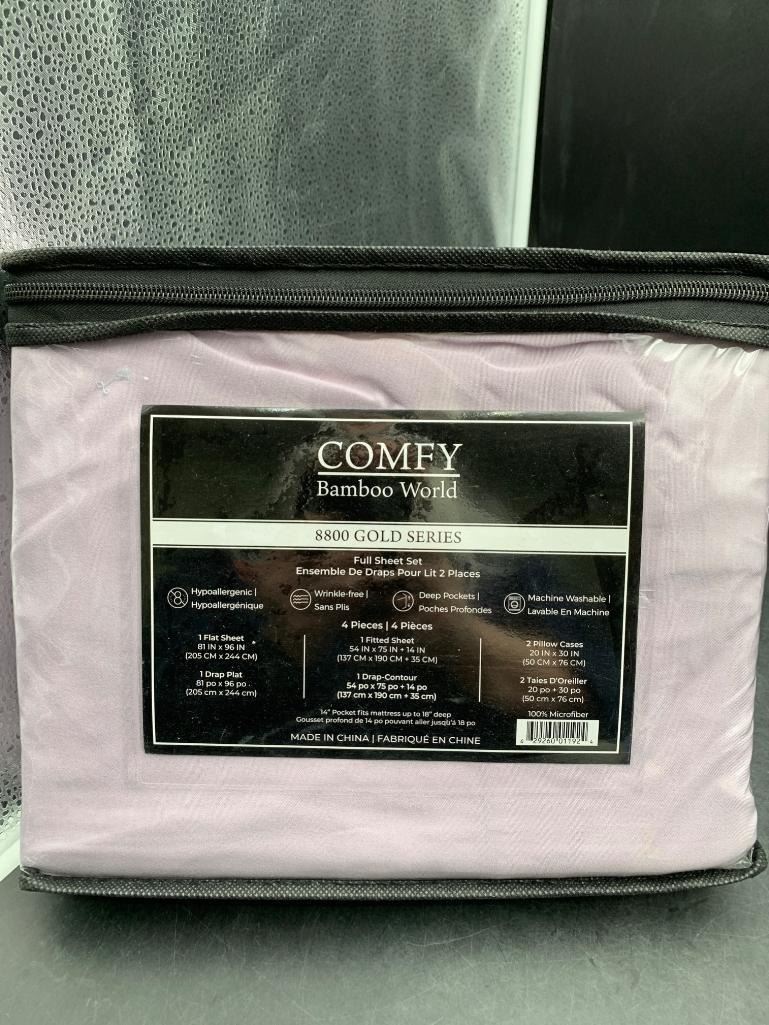 COMFY
Bamboo World
8800 GOLD SERIES
Full Sheet Set
Ensemble De Draps Pour Lit 2 Places
Hypoallergenic |
Hypoallergénique
Wrinkle-free |
Sans Plis
Deep Pockets |
Poches Profondes
Machine Washable |
Lavable En Machine
4 Pieces | 4 Pièces
1 Flat Sheet
81 IN x 96 IN
(205 CM x 244 CM)
1 Drap Plat
81 po x 96 po
(205 cm x 244 cm)
1 Fitted Sheet
54 IN x 75 IN + 14 IN
(137 CM x 190 CM + 35 CM)
1 Drap-Contour
54 po x 75 po + 14 po
(137 cm x 190 cm + 35 cm)
2 Pillow Cases
20 IN x 30 IN
(50 CM x 76 CM)
2 Taies D'Oreiller
20 po + 30 po
(50 cm x 76 cm)
14" Pocket fits mattress up to 18" deep
Gousset profond de 14 po pouvant aller jusqu'à 18 po
MADE IN CHINA | FABRIQUÉ EN CHINE
100% Microfiber
4 29260 01192 4